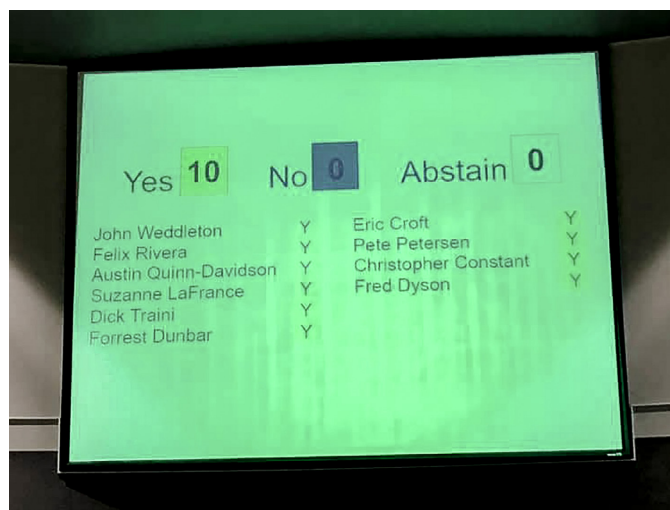 Yes 10 No 0 Abstain 0
John Weddleton Y
Felix Rivera Y
Austin Quinn-Davidson Y
Suzanne LaFrance Y
Dick Traini Y
Forrest Dunbar Y
Eric Croft Y
Pete Petersen Y
Christopher Constant Y
Fred Dyson Y